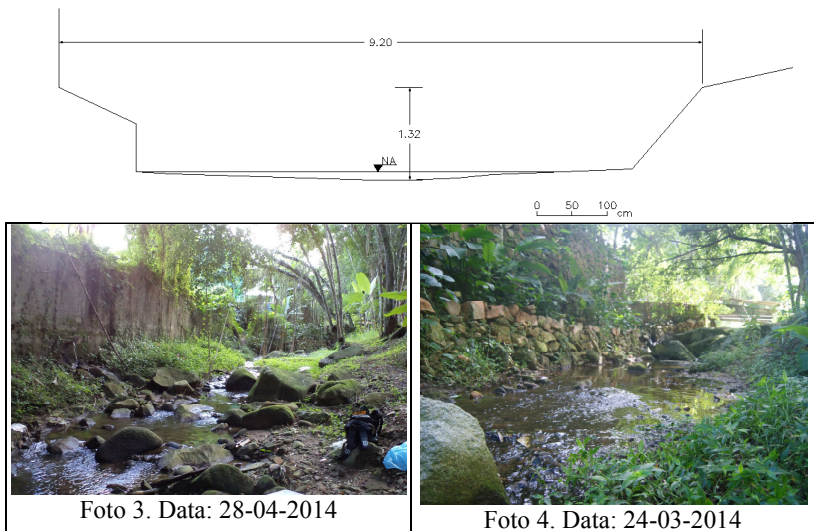 9.20
1.32
NA
0 50 100
cm
Foto 3. Data: 28-04-2014
Foto 4. Data: 24-03-2014